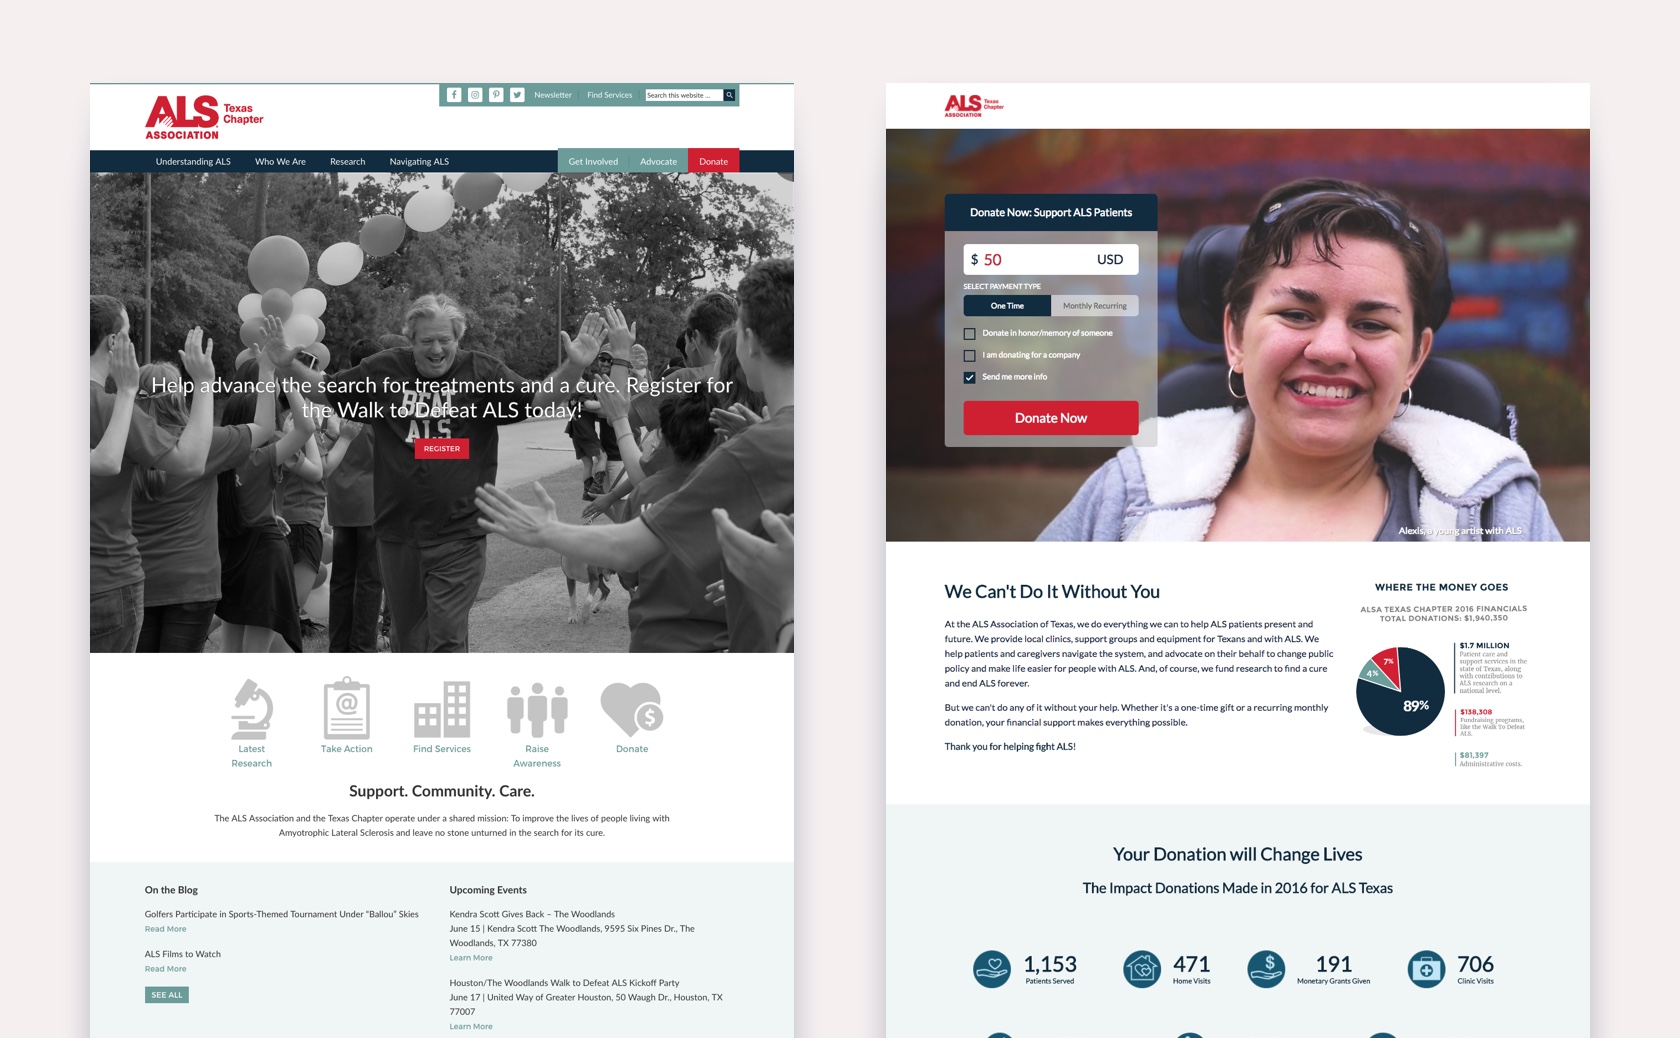 ALS
ASSOCIATION
Texas
Chapter
Newsletter
Find Services
Search this website ...
Understanding ALS
Who We Are
Research
Navigating ALS
Get Involved
Advocate
Donate
BEAT
ALS
Help advance the search for treatments and a cure. Register for
the Walk to Defeat ALS today!
REGISTER
Latest
Research
Take Action
Find Services
Raise
Awareness
Donate
Support. Community. Care.
The ALS Association and the Texas Chapter operate under a shared mission: To improve the lives of people living with
Amyotrophic Lateral Sclerosis and leave no stone unturned in the search for its cure.
On the Blog
Golfers Participate in Sports-Themed Tournament Under “Ballou” Skies
Read More
ALS Films to Watch
Read More
SEE ALL
Upcoming Events
Kendra Scott Gives Back – The Woodlands
June 15 | Kendra Scott The Woodlands, 9595 Six Pines Dr., The
Woodlands, TX 77380
Learn More
Houston/The Woodlands Walk to Defeat ALS Kickoff Party
June 17 | United Way of Greater Houston, 50 Waugh Dr., Houston, TX
77007
Learn More
ALS
ASSOCIATION
Texas
Chapter
Donate Now: Support ALS Patients
$ 50 USD
SELECT PAYMENT TYPE
One Time
Monthly Recurring
Donate in honor/memory of someone
I am donating for a company
Send me more info
Donate Now
Alexis, a young artist with ALS
We Can't Do It Without You
At the ALS Association of Texas, we do everything we can to help ALS patients present and
future. We provide local clinics, support groups and equipment for Texans and with ALS. We
help patients and caregivers navigate the system, and advocate on their behalf to change public
policy and make life easier for people with ALS. And, of course, we fund research to find a cure
and end ALS forever.
But we can't do any of it without your help. Whether it's a one-time gift or a recurring monthly
donation, your financial support makes everything possible.
Thank you for helping fight ALS!
WHERE THE MONEY GOES
ALSA TEXAS CHAPTER 2016 FINANCIALS
TOTAL DONATIONS: $1,940,350
7%
4%
89%
$1.7 MILLION
Patient care and
support services in the
state of Texas, along
with contributions to
ALS research on a
national level.
$138,308
Fundraising programs,
like the Walk To Defeat
ALS.
$81,397
Administrative costs.
Your Donation will Change Lives
The Impact Donations Made in 2016 for ALS Texas
1,153
Patients Served
471
Home Visits
191
Monetary Grants Given
706
Clinic Visits